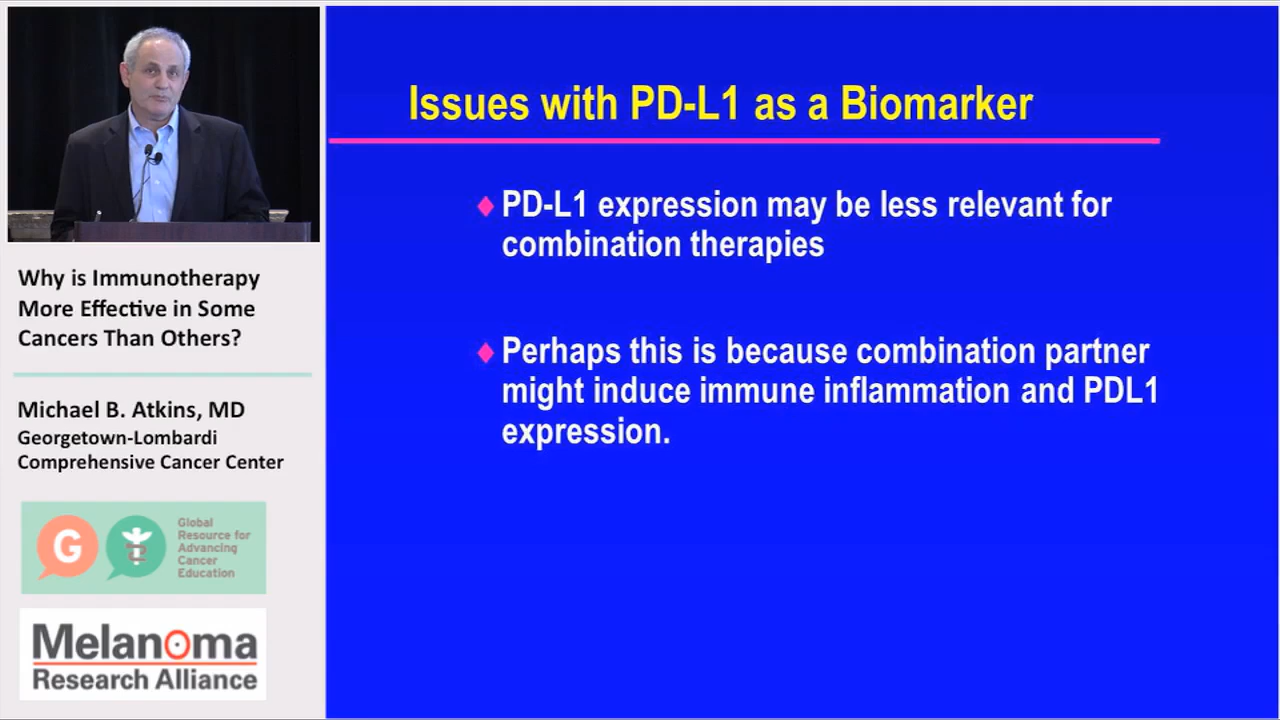 Issues with PD-L1 as a Biomarker
PD-L1 expression may be less relevant for
combination therapies
Perhaps this is because combination partner
might induce immune inflammation and PDL1
expression.
Why is Immunotherapy
More Effective in Some
Cancers Than Others?
Michael B. Atkins, MD
Georgetown-Lombardi
Comprehensive Cancer Center
G
Global
Resource for
Advancing
Cancer
Education
Melanoma
Research Alliance